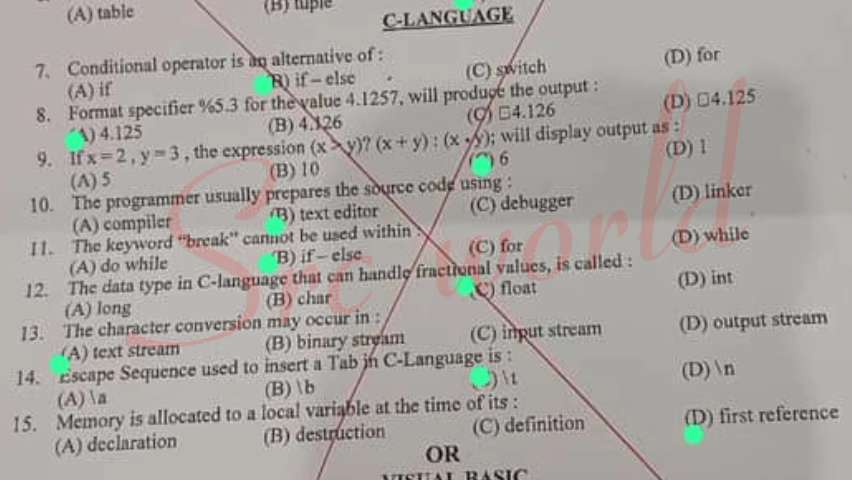 (A) table (B) tuple
C-LANGUAGE
7. Conditional operator is an alternative of :
(A) if (B) if – else (C) switch (D) for
8. Format specifier %5.3 for the value 4.1257, will produce the output :
(A) 4.125 (B) 4.126 (C) □4.126 (D) □4.125
9. If x = 2 , y = 3 , the expression (x > y)? (x + y) : (x * y); will display output as :
(A) 5 (B) 10 (C) 6 (D) 1
10. The programmer usually prepares the source code using :
(A) compiler (B) text editor (C) debugger (D) linker
11. The keyword “break” cannot be used within :
(A) do while (B) if – else (C) for (D) while
12. The data type in C-language that can handle fractional values, is called :
(A) long (B) char (C) float (D) int
13. The character conversion may occur in :
(A) text stream (B) binary stream (C) input stream (D) output stream
14. Escape Sequence used to insert a Tab in C-Language is :
(A) \a (B) \b (C) \t (D) \n
15. Memory is allocated to a local variable at the time of its :
(A) declaration (B) destruction (C) definition (D) first reference
OR
VISUAL BASIC
world